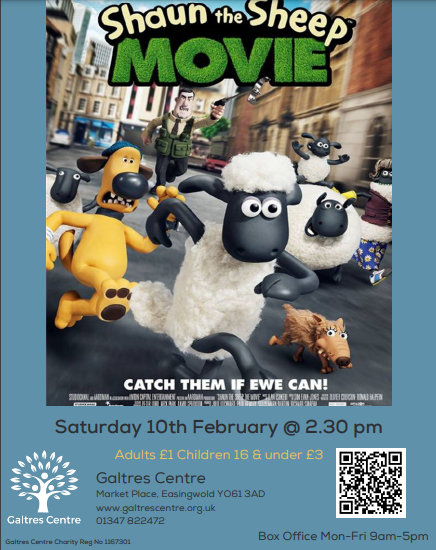 Shaun the Sheep
MOVIE
CATCH THEM IF EWE CAN!
Saturday 10th February @ 2.30 pm
Adults £1 Children 16 & under £3
Galtres Centre
Market Place, Easingwold YO61 3AD
www.galtrescentre.org.uk
01347 822472
Galtres Centre
Galtres Centre Charity Reg No 1167301
Box Office Mon-Fri 9am-5pm